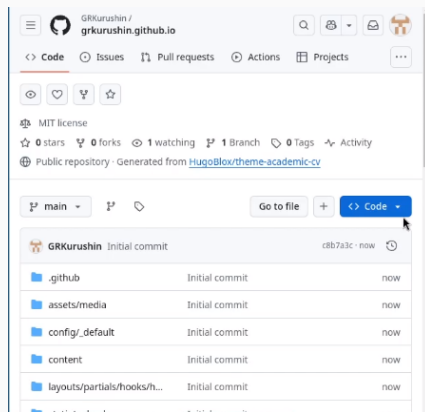 GRKurushin /
grkurushin.github.io
Code Issues Pull requests Actions Projects
MIT license
0 stars 0 forks 1 watching 1 Branch 0 Tags Activity
Public repository · Generated from HugoBlox/theme-academic-cv
main Go to file Code
GRKurushin Initial commit c8b7a3c · now
.github Initial commit now
assets/media Initial commit now
config/_default Initial commit now
content Initial commit now
layouts/partials/hooks/h... Initial commit now